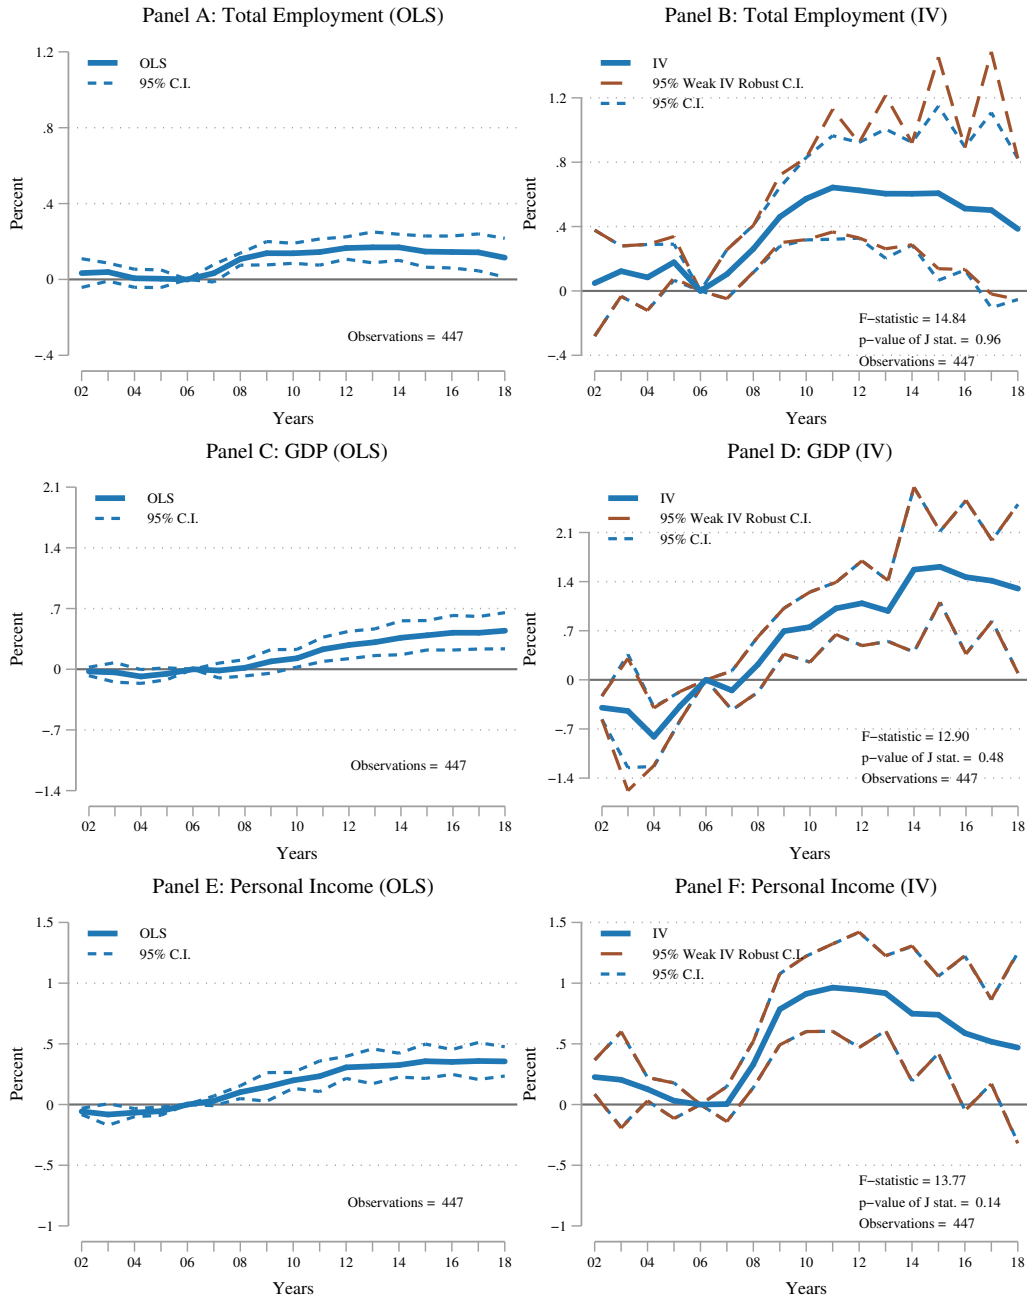 Panel A: Total Employment (OLS)
1.2
.8
.4
0
−.4
Percent
OLS
95% C.I.
Observations = 447
02 04 06 08 10 12 14 16 18
Years
Panel B: Total Employment (IV)
1.2
.8
.4
0
−.4
Percent
IV
95% Weak IV Robust C.I.
95% C.I.
F−statistic = 14.84
p−value of J stat. = 0.96
Observations = 447
02 04 06 08 10 12 14 16 18
Years
Panel C: GDP (OLS)
2.1
1.4
.7
0
−.7
−1.4
Percent
OLS
95% C.I.
Observations = 447
02 04 06 08 10 12 14 16 18
Years
Panel D: GDP (IV)
2.1
1.4
.7
0
−.7
−1.4
Percent
IV
95% Weak IV Robust C.I.
95% C.I.
F−statistic = 12.90
p−value of J stat. = 0.48
Observations = 447
02 04 06 08 10 12 14 16 18
Years
Panel E: Personal Income (OLS)
1.5
1
.5
0
−.5
−1
Percent
OLS
95% C.I.
Observations = 447
02 04 06 08 10 12 14 16 18
Years
Panel F: Personal Income (IV)
1.5
1
.5
0
−.5
−1
Percent
IV
95% Weak IV Robust C.I.
95% C.I.
F−statistic = 13.77
p−value of J stat. = 0.14
Observations = 447
02 04 06 08 10 12 14 16 18
Years